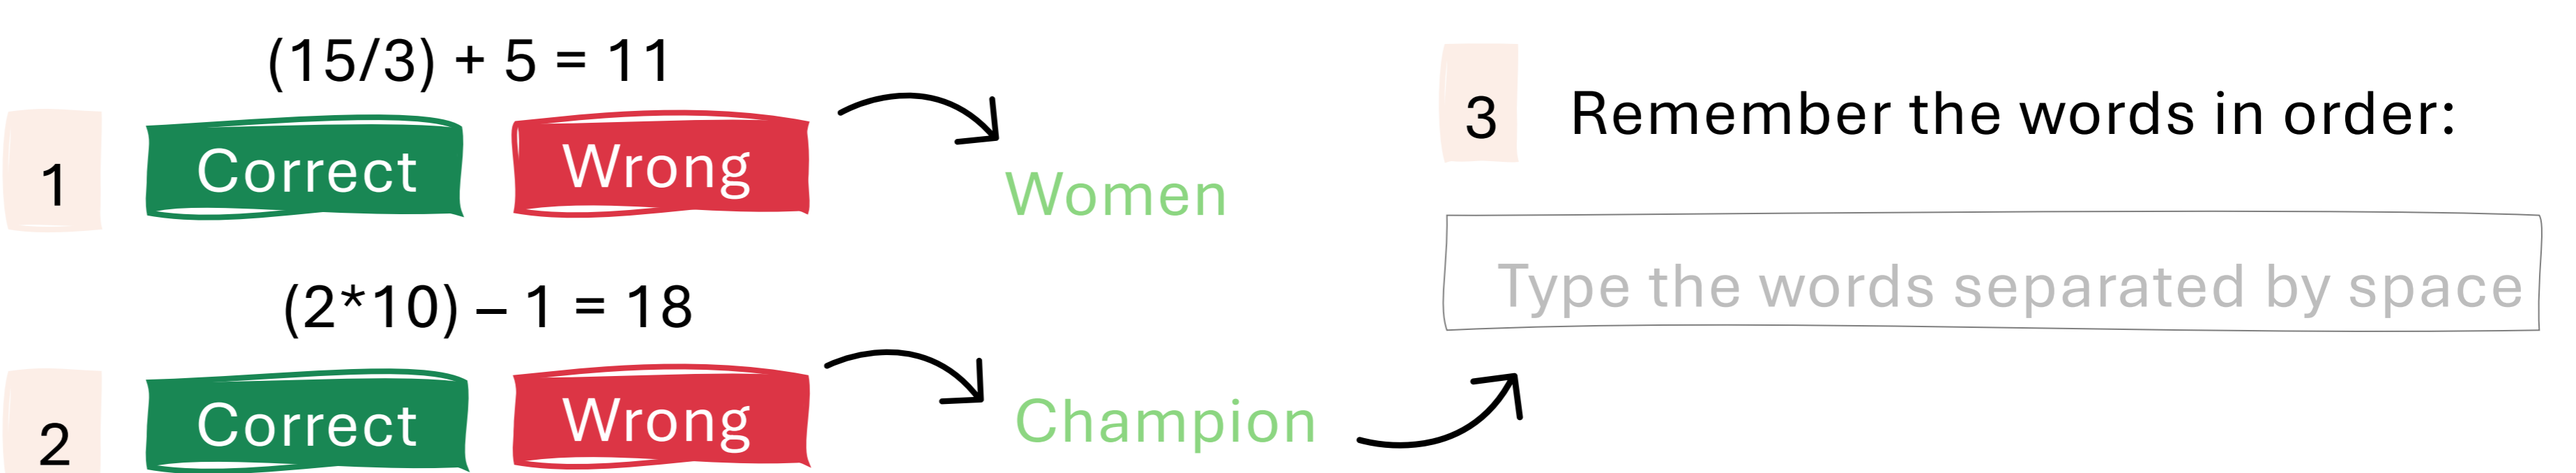 (15/3) + 5 = 11
1
Correct
Wrong
Women
(2*10) – 1 = 18
2
Correct
Wrong
Champion
3
Remember the words in order:
Type the words separated by space